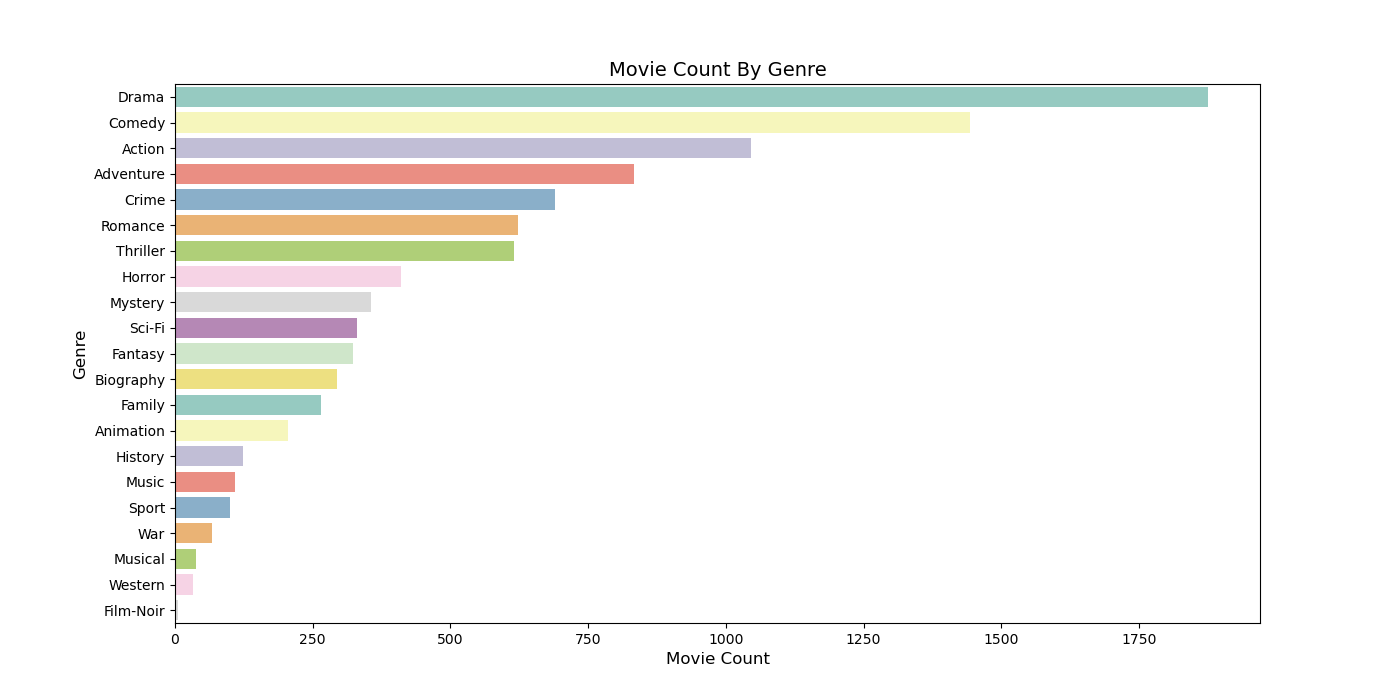 Movie Count By Genre
Drama
Comedy
Action
Adventure
Crime
Romance
Thriller
Horror
Mystery
Sci-Fi
Fantasy
Biography
Family
Animation
History
Music
Sport
War
Musical
Western
Film-Noir
Genre
0 250 500 750 1000 1250 1500 1750
Movie Count